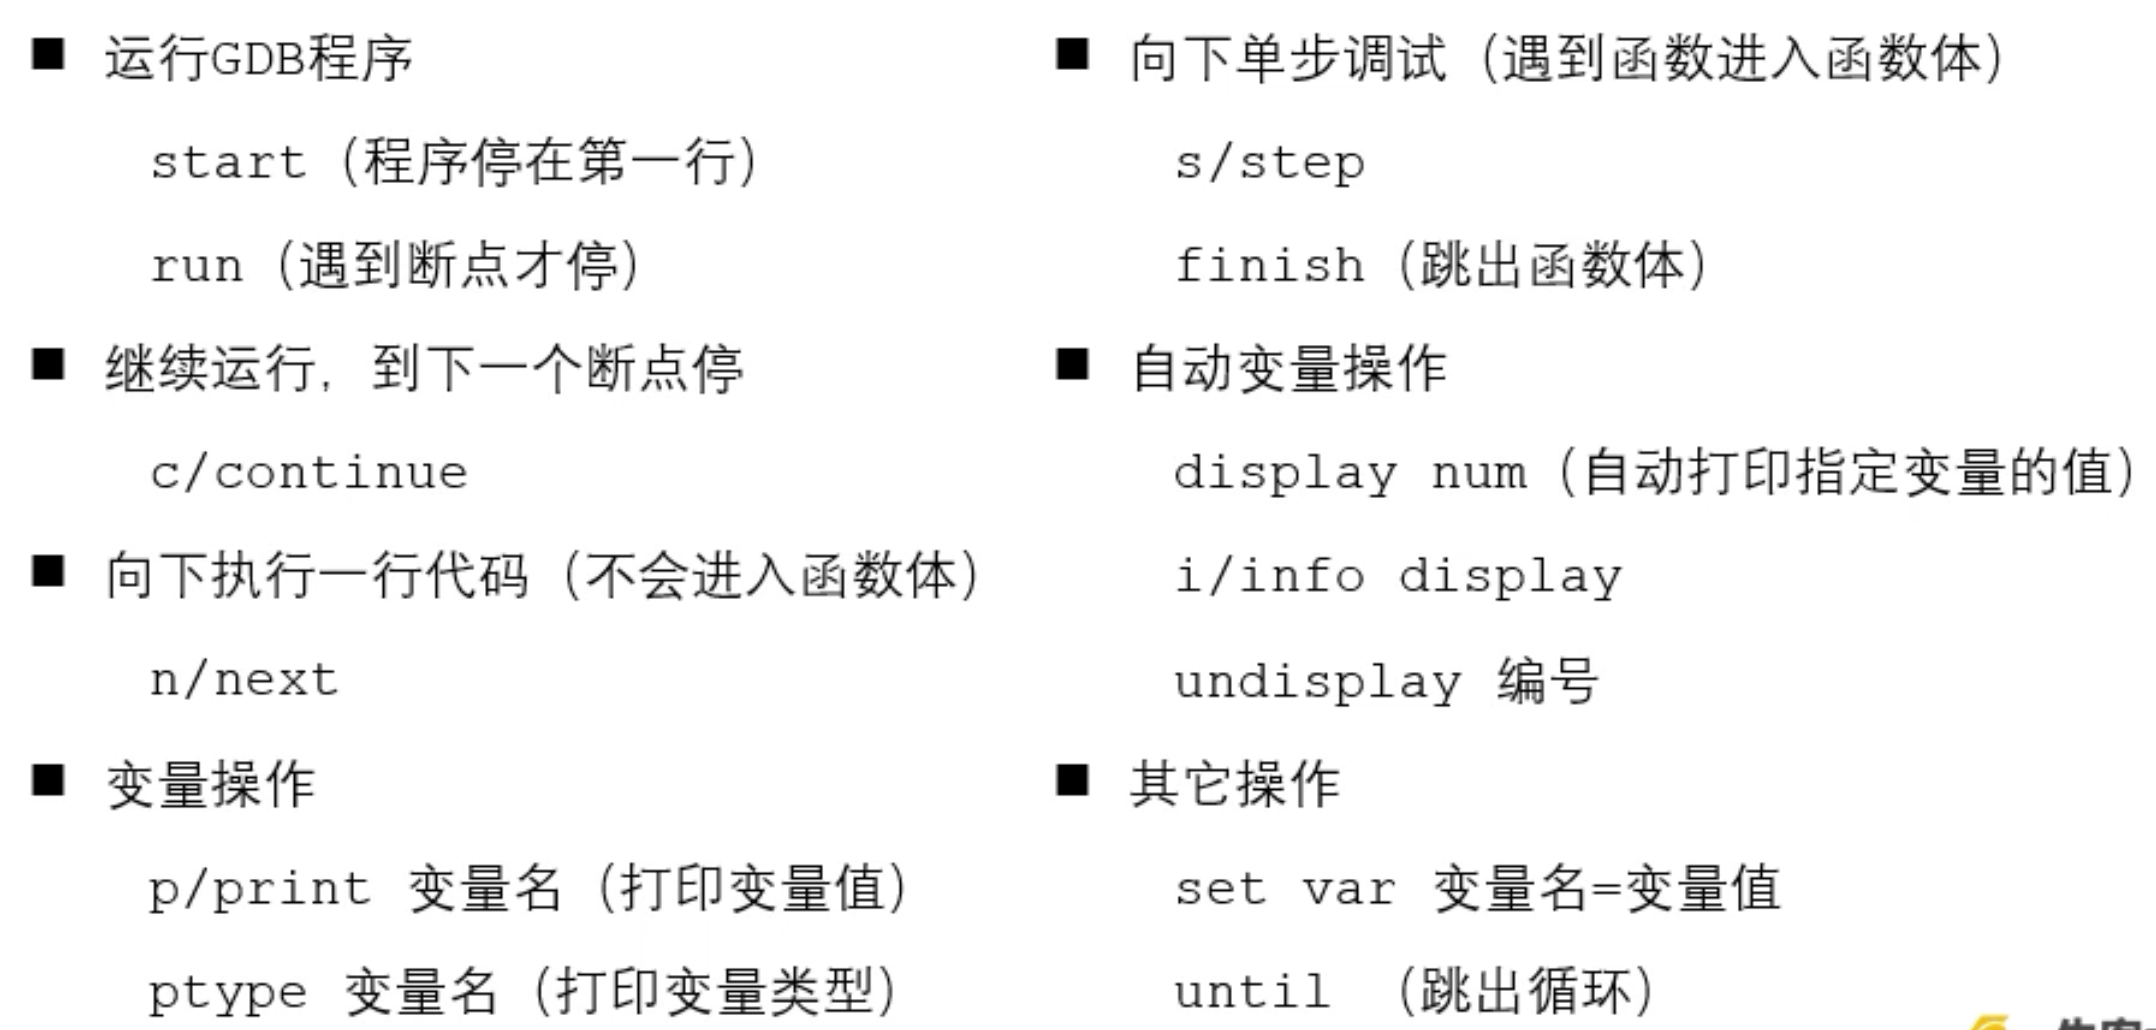 ■ 运行GDB程序
start（程序停在第一行）
run（遇到断点才停）
■ 继续运行，到下一个断点停
c/continue
■ 向下执行一行代码（不会进入函数体）
n/next
■ 变量操作
p/print 变量名（打印变量值）
ptype 变量名（打印变量类型）
■ 向下单步调试（遇到函数进入函数体）
s/step
finish（跳出函数体）
■ 自动变量操作
display num（自动打印指定变量的值）
i/info display
undisplay 编号
■ 其它操作
set var 变量名=变量值
until （跳出循环）